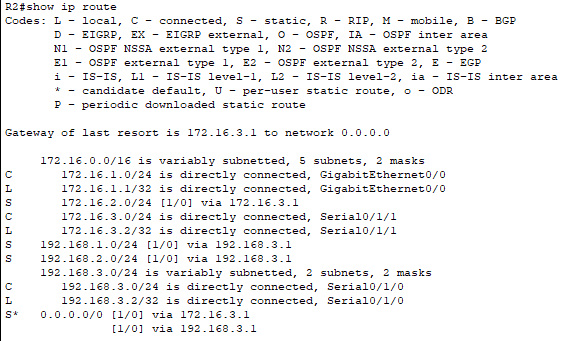 R2#show ip route
Codes: L - local, C - connected, S - static, R - RIP, M - mobile, B - BGP
       D - EIGRP, EX - EIGRP external, O - OSPF, IA - OSPF inter area
       N1 - OSPF NSSA external type 1, N2 - OSPF NSSA external type 2
       E1 - OSPF external type 1, E2 - OSPF external type 2, E - EGP
       i - IS-IS, L1 - IS-IS level-1, L2 - IS-IS level-2, ia - IS-IS inter area
       * - candidate default, U - per-user static route, o - ODR
       P - periodic downloaded static route
Gateway of last resort is 172.16.3.1 to network 0.0.0.0
     172.16.0.0/16 is variably subnetted, 5 subnets, 2 masks
C       172.16.1.0/24 is directly connected, GigabitEthernet0/0
L       172.16.1.1/32 is directly connected, GigabitEthernet0/0
S       172.16.2.0/24 [1/0] via 172.16.3.1
C       172.16.3.0/24 is directly connected, Serial0/1/1
L       172.16.3.2/32 is directly connected, Serial0/1/1
S    192.168.1.0/24 [1/0] via 192.168.3.1
S    192.168.2.0/24 [1/0] via 192.168.3.1
     192.168.3.0/24 is variably subnetted, 2 subnets, 2 masks
C       192.168.3.0/24 is directly connected, Serial0/1/0
L       192.168.3.2/32 is directly connected, Serial0/1/0
S*   0.0.0.0/0 [1/0] via 172.16.3.1
               [1/0] via 192.168.3.1